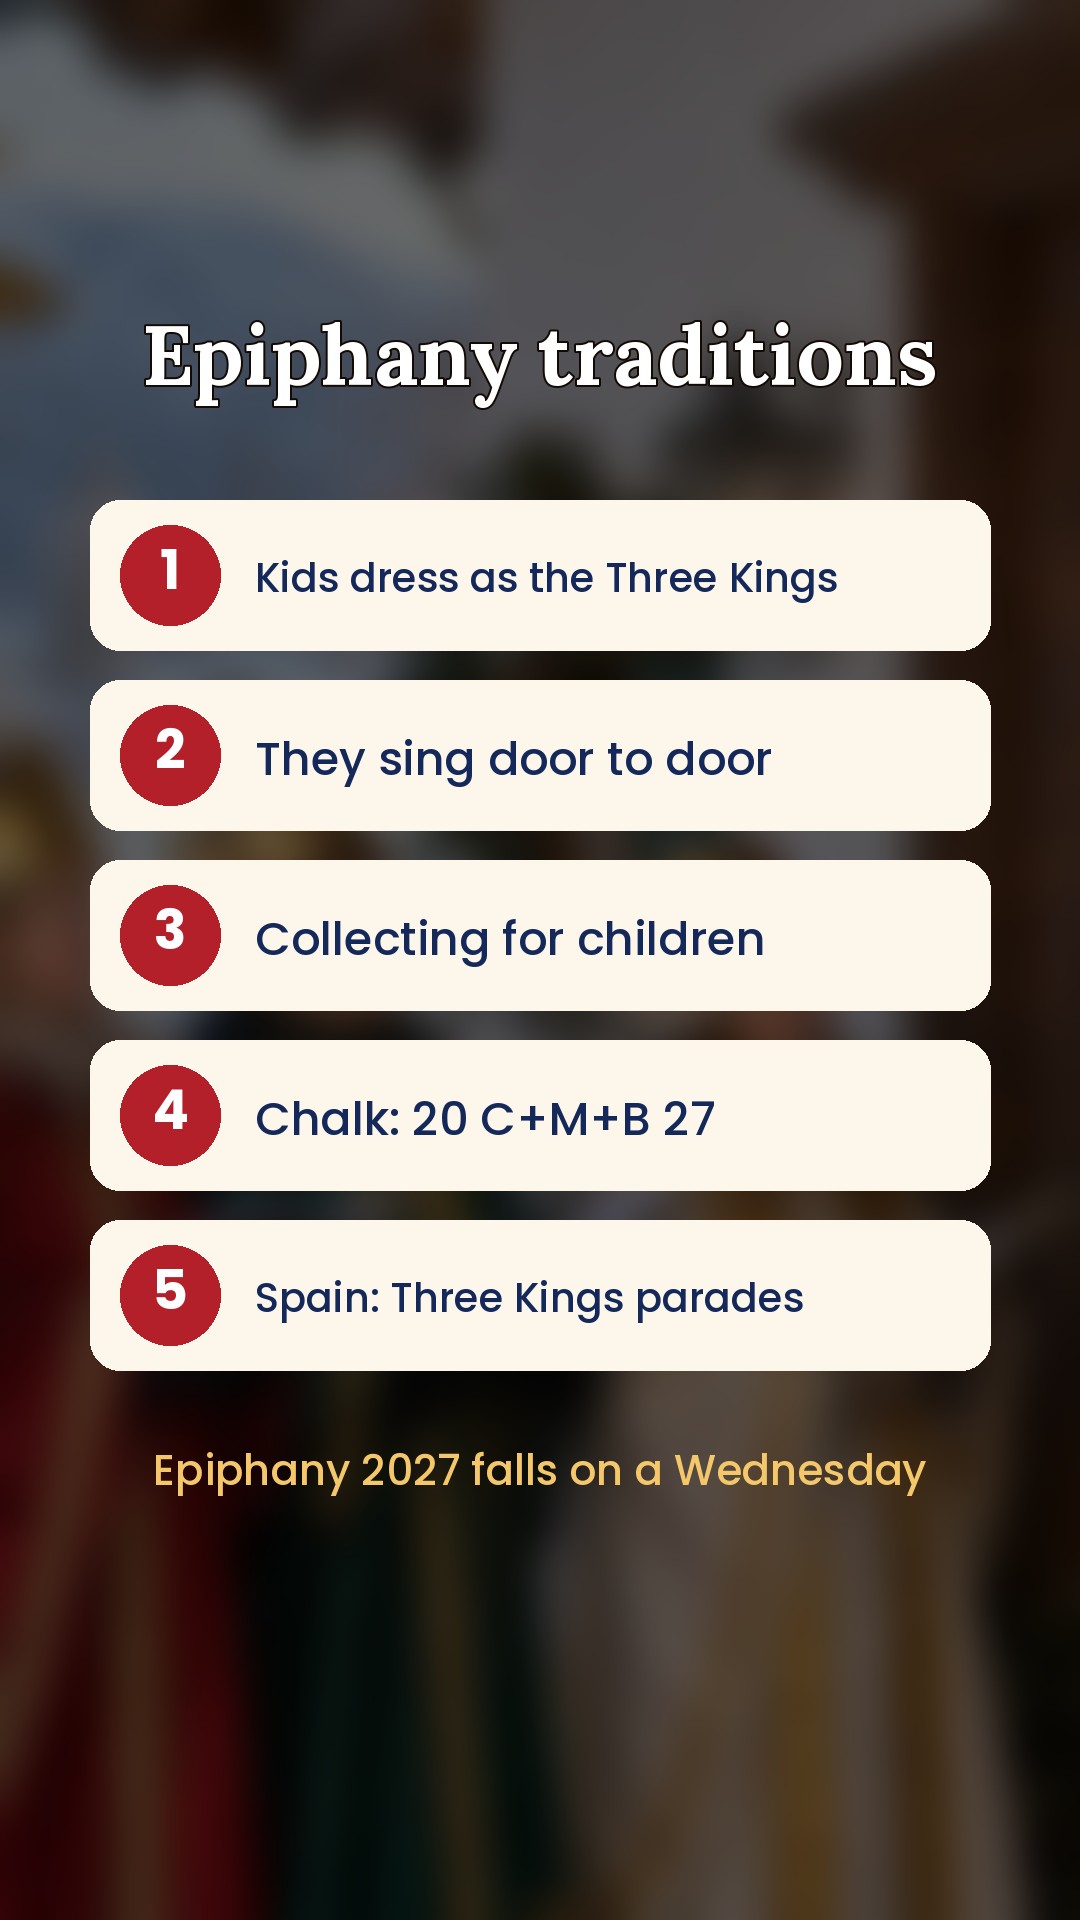 Epiphany traditions
1 Kids dress as the Three Kings
2 They sing door to door
3 Collecting for children
4 Chalk: 20 C+M+B 27
5 Spain: Three Kings parades
Epiphany 2027 falls on a Wednesday